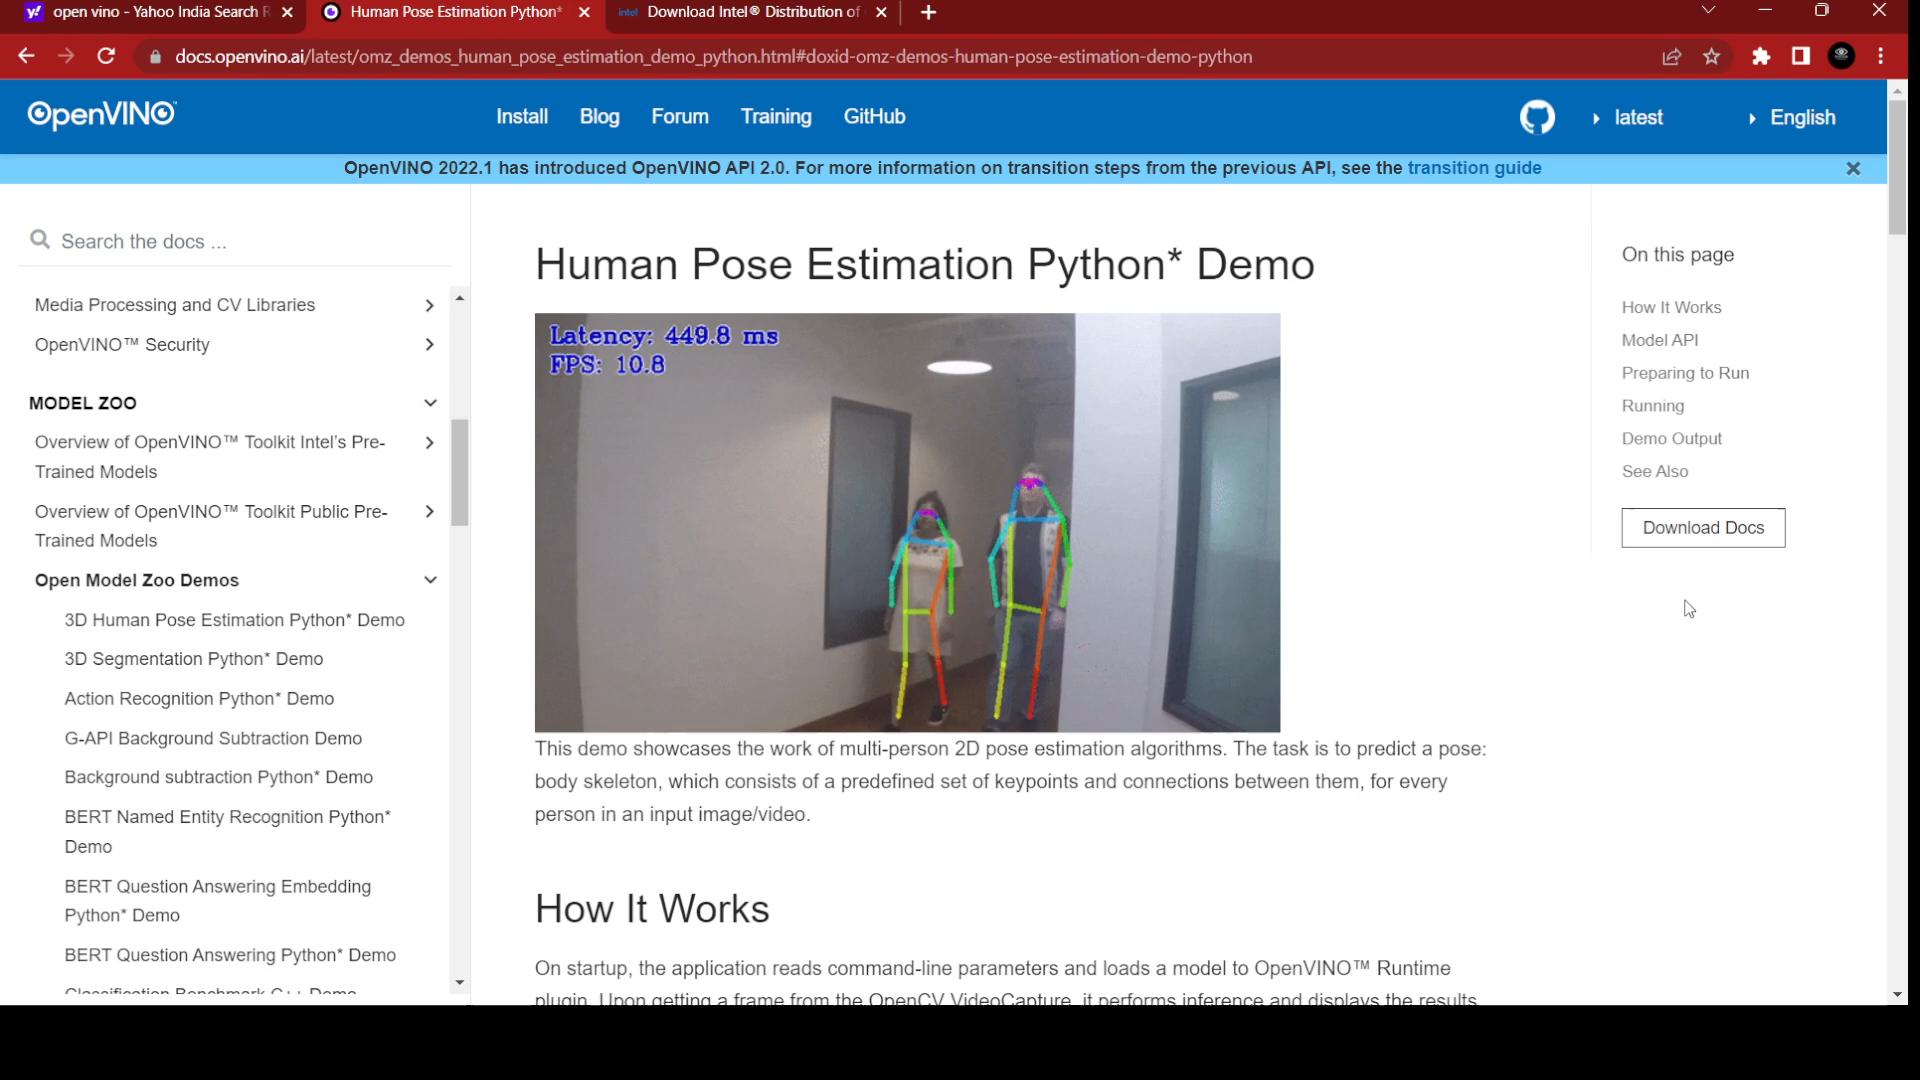 open vino - Yahoo India Search R
Human Pose Estimation Python*
intel Download Intel® Distribution of
docs.openvino.ai/latest/omz_demos_human_pose_estimation_demo_python.html#doxid-omz-demos-human-pose-estimation-demo-python
OpenVINO™
Install
Blog
Forum
Training
GitHub
latest
English
OpenVINO 2022.1 has introduced OpenVINO API 2.0. For more information on transition steps from the previous API, see the transition guide
Search the docs ...
Media Processing and CV Libraries
OpenVINO™ Security
MODEL ZOO
Overview of OpenVINO™ Toolkit Intel's Pre-
Trained Models
Overview of OpenVINO™ Toolkit Public Pre-
Trained Models
Open Model Zoo Demos
3D Human Pose Estimation Python* Demo
3D Segmentation Python* Demo
Action Recognition Python* Demo
G-API Background Subtraction Demo
Background subtraction Python* Demo
BERT Named Entity Recognition Python*
Demo
BERT Question Answering Embedding
Python* Demo
BERT Question Answering Python* Demo
Classification Benchmark C++ Demo
Human Pose Estimation Python* Demo
Latency: 449.8 ms
FPS: 10.8
This demo showcases the work of multi-person 2D pose estimation algorithms. The task is to predict a pose:
body skeleton, which consists of a predefined set of keypoints and connections between them, for every
person in an input image/video.
How It Works
On startup, the application reads command-line parameters and loads a model to OpenVINO™ Runtime
plugin. Upon getting a frame from the OpenCV VideoCapture, it performs inference and displays the results.
On this page
How It Works
Model API
Preparing to Run
Running
Demo Output
See Also
Download Docs